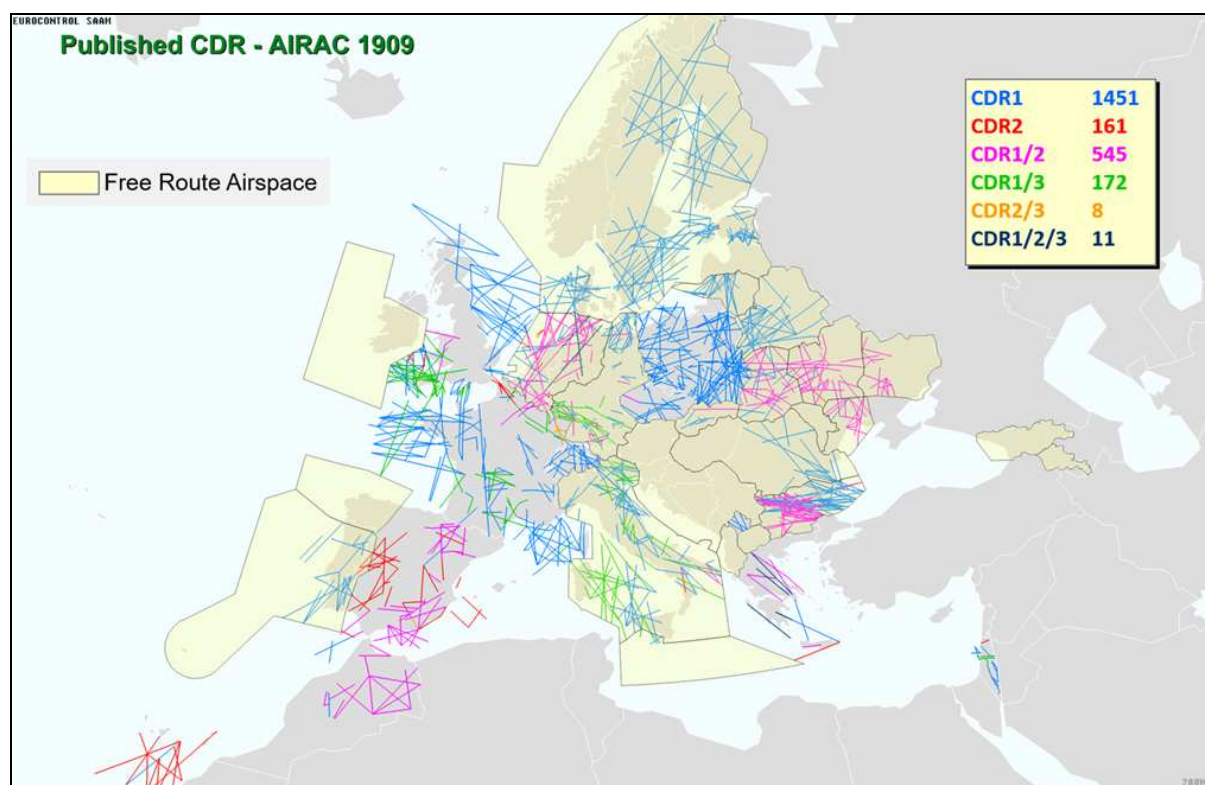 EUROCONTROL SAAM
Published CDR - AIRAC 1909
CDR1 1451
CDR2 161
CDR1/2 545
CDR1/3 172
CDR2/3 8
CDR1/2/3 11
Free Route Airspace